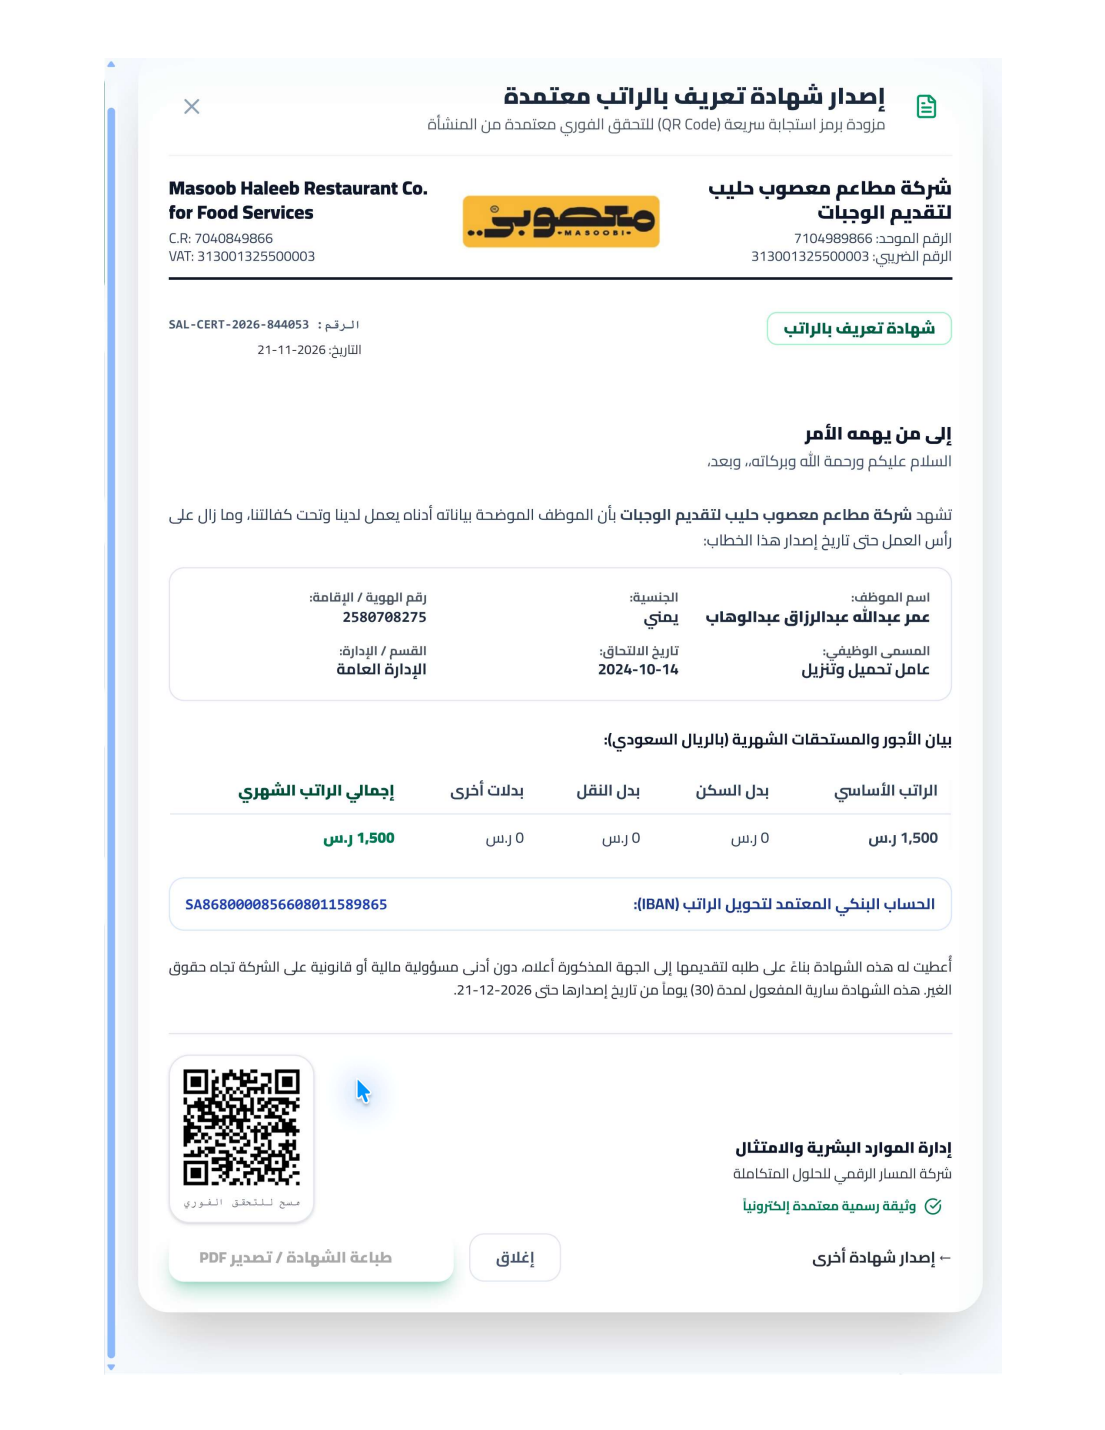 إصدار شهادة تعريف بالراتب معتمدة
مزودة برمز استجابة سريعة (QR Code) للتحقق الفوري معتمدة من المنشأة
شركة مطاعم معصوب حليب
لتقديم الوجبات
الرقم الموحد: 7104989866
الرقم الضريبي: 313001325500003
معصوبي..
MASOOBI
Masoob Haleeb Restaurant Co.
for Food Services
C.R: 7040849866
VAT: 313001325500003
شهادة تعريف بالراتب
الرقم: SAL-CERT-2026-844053
التاريخ: 2026-11-21
إلى من يهمه الأمر
السلام عليكم ورحمة الله وبركاته،، وبعد،
تشهد شركة مطاعم معصوب حليب لتقديم الوجبات بأن الموظف الموضحة بياناته أدناه يعمل لدينا وتحت كفالتنا، وما زال على
رأس العمل حتى تاريخ إصدار هذا الخطاب:
اسم الموظف: الجنسية: رقم الهوية / الإقامة:
عمر عبدالله عبدالرزاق عبدالوهاب يمني 2580708275
المسمى الوظيفي: تاريخ الالتحاق: القسم / الإدارة:
عامل تحميل وتنزيل 2024-10-14 الإدارة العامة
بيان الأجور والمستحقات الشهرية (بالريال السعودي):
الراتب الأساسي بدل السكن بدل النقل بدلات أخرى إجمالي الراتب الشهري
1,500 ر.س 0 ر.س 0 ر.س 0 ر.س 1,500 ر.س
الحساب البنكي المعتمد لتحويل الراتب (IBAN): SA8680000856608011589865
أُعطيت له هذه الشهادة بناءً على طلبه لتقديمها إلى الجهة المذكورة أعلاه، دون أدنى مسؤولية مالية أو قانونية على الشركة تجاه حقوق
الغير. هذه الشهادة سارية المفعول لمدة (30) يوماً من تاريخ إصدارها حتى 2026-12-21.
إدارة الموارد البشرية والامتثال
شركة المسار الرقمي للحلول المتكاملة
وثيقة رسمية معتمدة إلكترونياً
مسح للتحقق الفوري
← إصدار شهادة أخرى
إغلاق
طباعة الشهادة / تصدير PDF